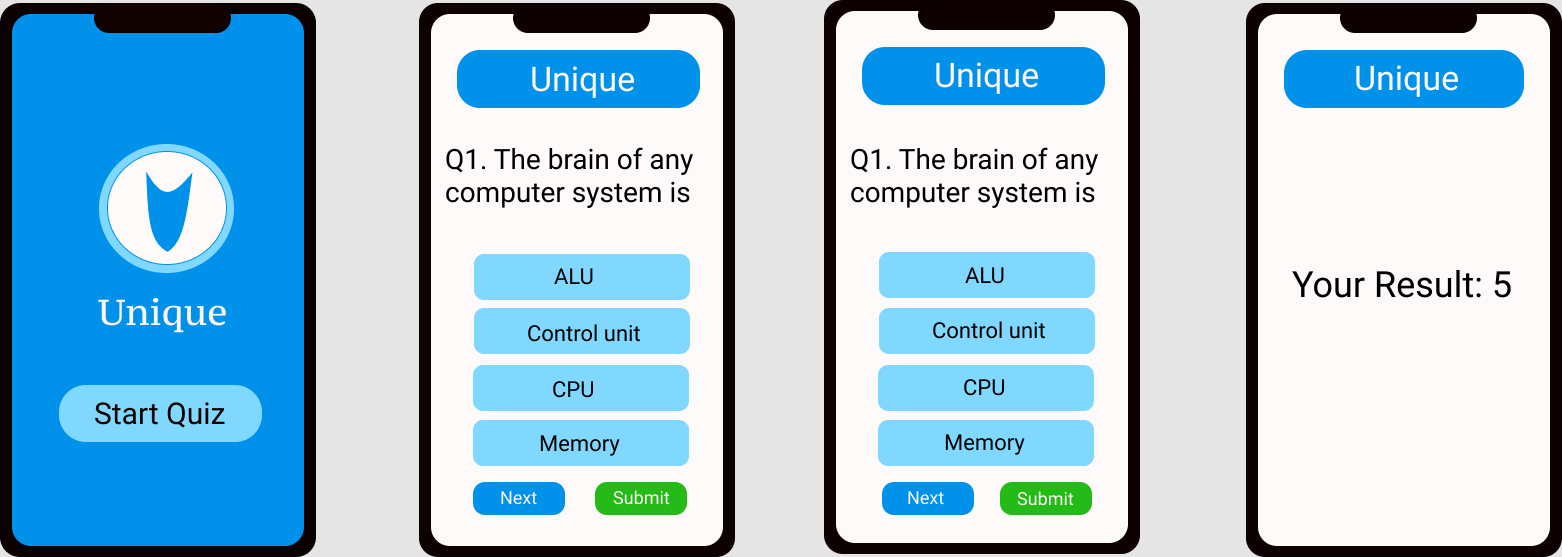 Unique
Start Quiz
Unique
Q1. The brain of any
computer system is
ALU
Control unit
CPU
Memory
Next
Submit
Unique
Q1. The brain of any
computer system is
ALU
Control unit
CPU
Memory
Next
Submit
Unique
Your Result: 5